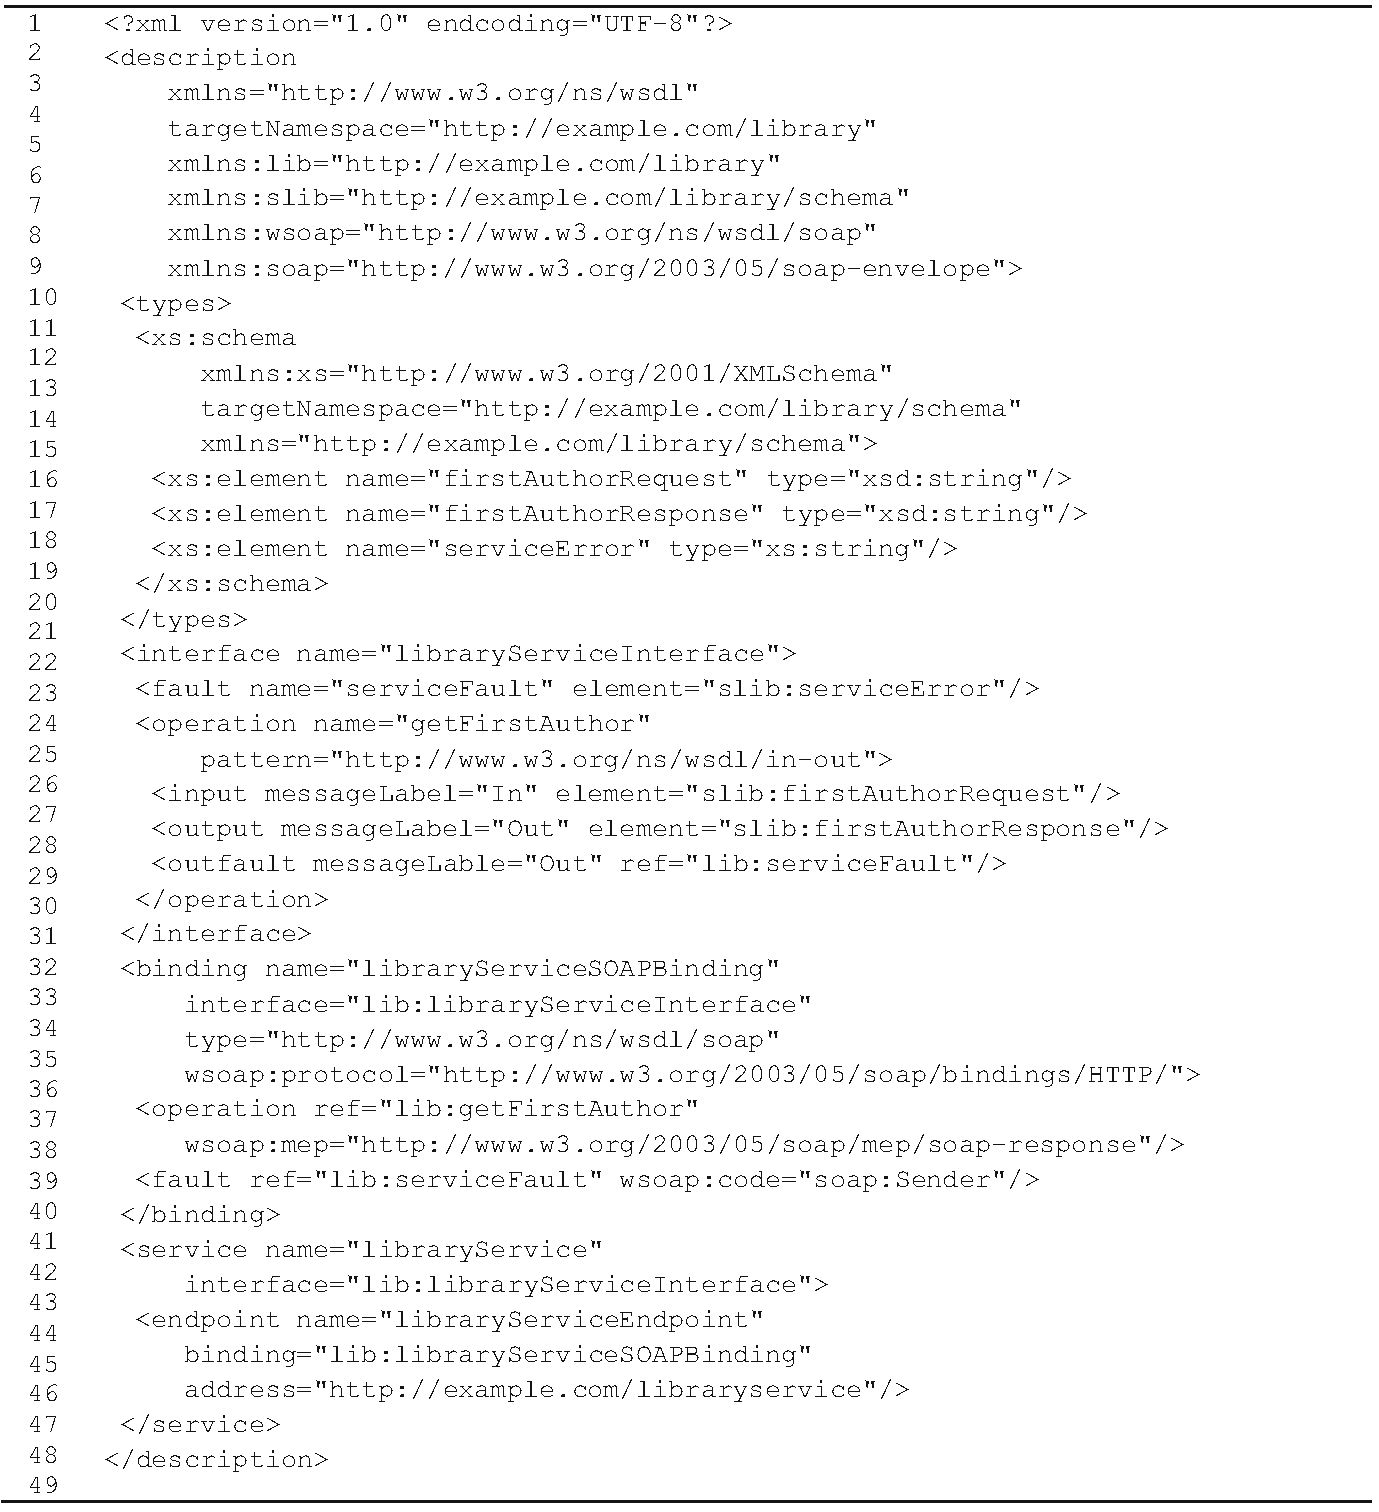 1
2
3
4
5
6
7
8
9
10
11
12
13
14
15
16
17
18
19
20
21
22
23
24
25
26
27
28
29
30
31
32
33
34
35
36
37
38
39
40
41
42
43
44
45
46
47
48
49
<?xml version="1.0" endcoding="UTF-8"?>
<description
xmlns="http://www.w3.org/ns/wsdl"
targetNamespace="http://example.com/library"
xmlns:lib="http://example.com/library"
xmlns:slib="http://example.com/library/schema"
xmlns:wsoap="http://www.w3.org/ns/wsdl/soap"
xmlns:soap="http://www.w3.org/2003/05/soap-envelope">
<types>
<xs:schema
xmlns:xs="http://www.w3.org/2001/XMLSchema"
targetNamespace="http://example.com/library/schema"
xmlns="http://example.com/library/schema">
<xs:element name="firstAuthorRequest" type="xsd:string"/>
<xs:element name="firstAuthorResponse" type="xsd:string"/>
<xs:element name="serviceError" type="xs:string"/>
</xs:schema>
</types>
<interface name="libraryServiceInterface">
<fault name="serviceFault" element="slib:serviceError"/>
<operation name="getFirstAuthor"
pattern="http://www.w3.org/ns/wsdl/in-out">
<input messageLabel="In" element="slib:firstAuthorRequest"/>
<output messageLabel="Out" element="slib:firstAuthorResponse"/>
<outfault messageLable="Out" ref="lib:serviceFault"/>
</operation>
</interface>
<binding name="libraryServiceSOAPBinding"
interface="lib:libraryServiceInterface"
type="http://www.w3.org/ns/wsdl/soap"
wsoap:protocol="http://www.w3.org/2003/05/soap/bindings/HTTP/">
<operation ref="lib:getFirstAuthor"
wsoap:mep="http://www.w3.org/2003/05/soap/mep/soap-response"/>
<fault ref="lib:serviceFault" wsoap:code="soap:Sender"/>
</binding>
<service name="libraryService"
interface="lib:libraryServiceInterface">
<endpoint name="libraryServiceEndpoint"
binding="lib:libraryServiceSOAPBinding"
address="http://example.com/libraryservice"/>
</service>
</description>